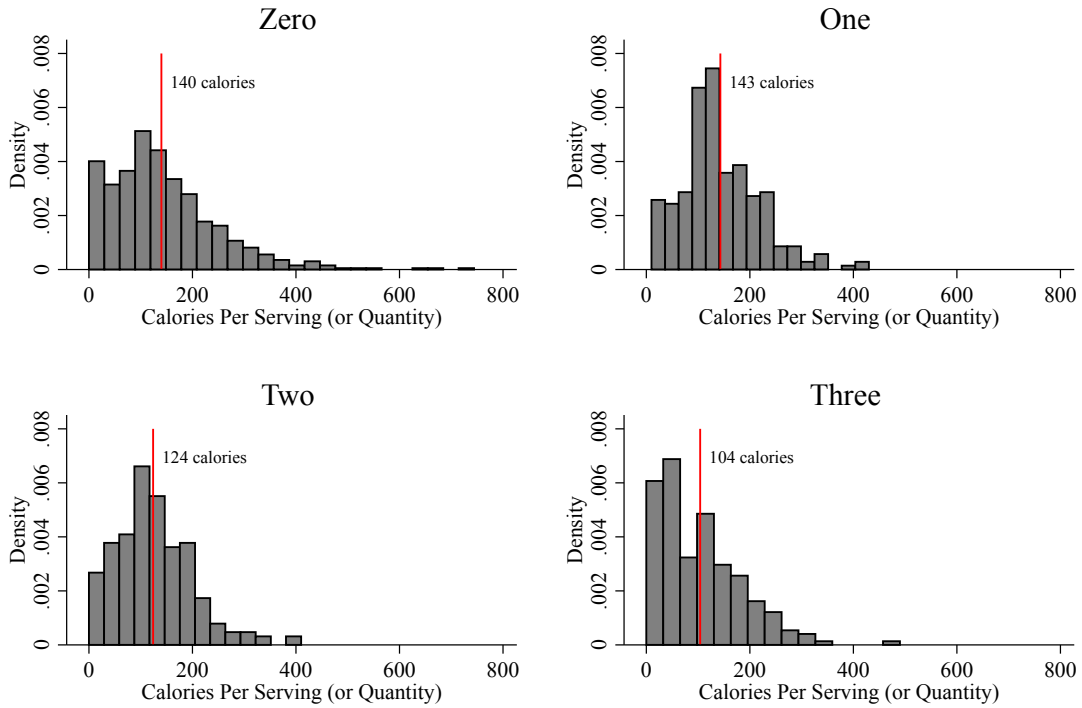 Zero
Density
.008
.006
.004
.002
0
140 calories
0 200 400 600 800
Calories Per Serving (or Quantity)
One
Density
.008
.006
.004
.002
0
143 calories
0 200 400 600 800
Calories Per Serving (or Quantity)
Two
Density
.008
.006
.004
.002
0
124 calories
0 200 400 600 800
Calories Per Serving (or Quantity)
Three
Density
.008
.006
.004
.002
0
104 calories
0 200 400 600 800
Calories Per Serving (or Quantity)